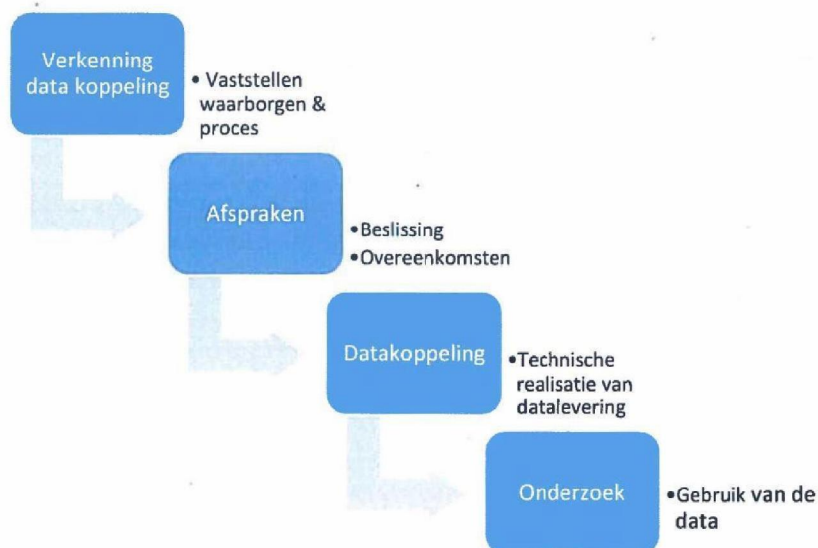 Verkenning
data koppeling
• Vaststellen
waarborgen &
proces
Afspraken
•Beslissing
•Overeenkomsten
Datakoppeling
•Technische
realisatie van
datalevering
Onderzoek
•Gebruik van de
data